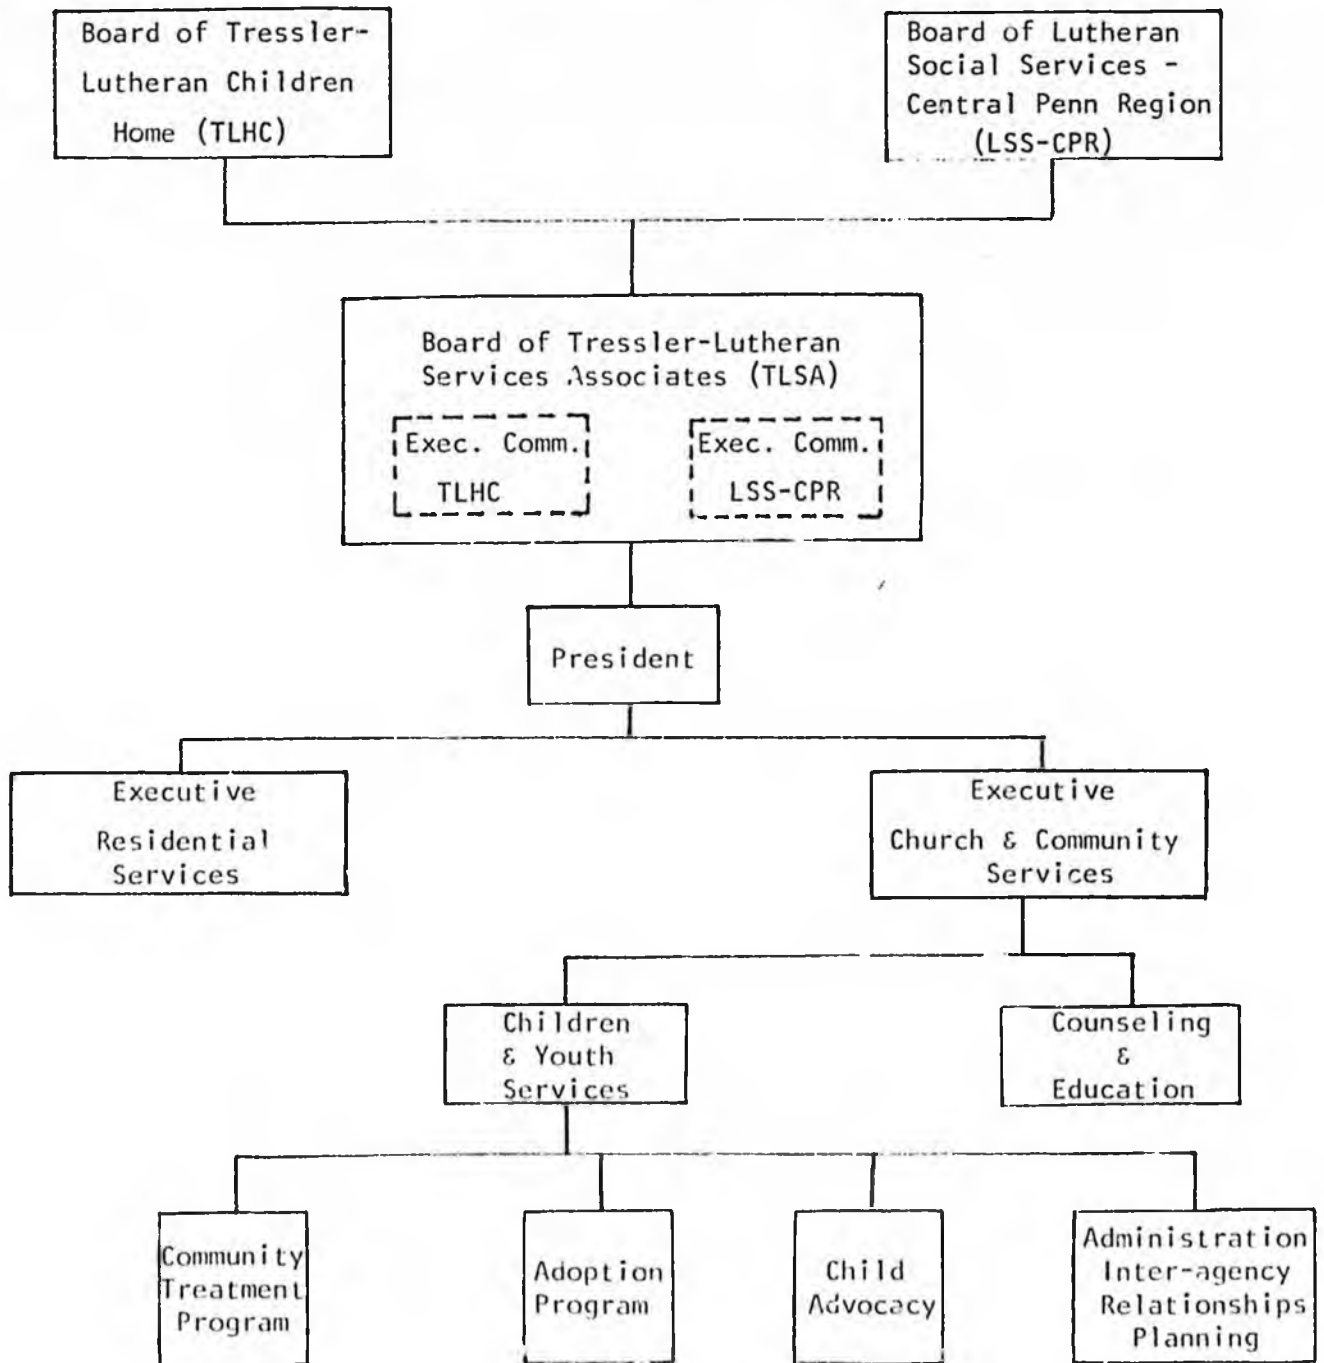 Board of Tressler-
Lutheran Children
Home (TLHC)
Board of Lutheran
Social Services -
Central Penn Region
(LSS-CPR)
Board of Tressler-Lutheran
Services Associates (TLSA)
Exec. Comm.
TLHC
Exec. Comm.
LSS-CPR
President
Executive
Residential
Services
Executive
Church & Community
Services
Children
& Youth
Services
Counseling
&
Education
Community
Treatment
Program
Adoption
Program
Child
Advocacy
Administration
Inter-agency
Relationships
Planning